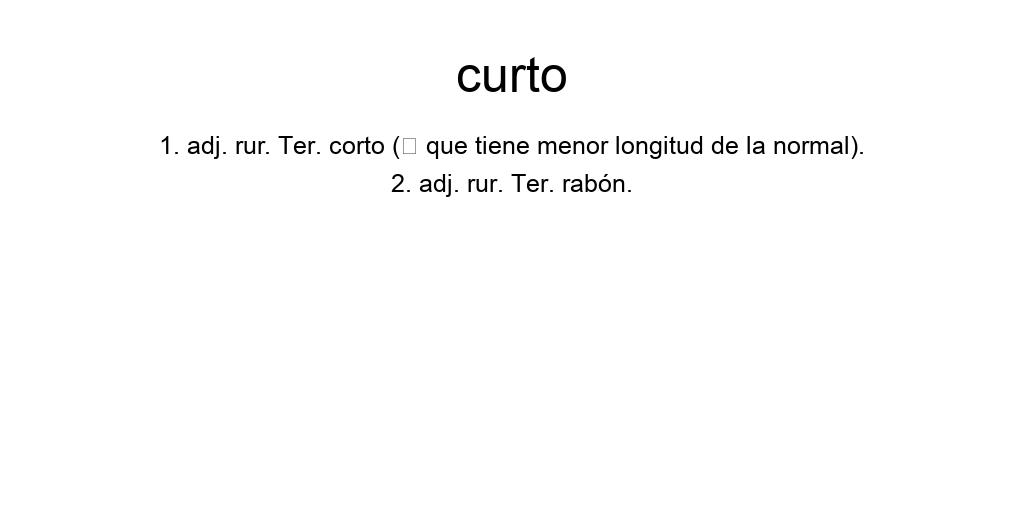 curto
1. adj. rur. Ter. corto (□ que tiene menor longitud de la normal).
2. adj. rur. Ter. rabón.